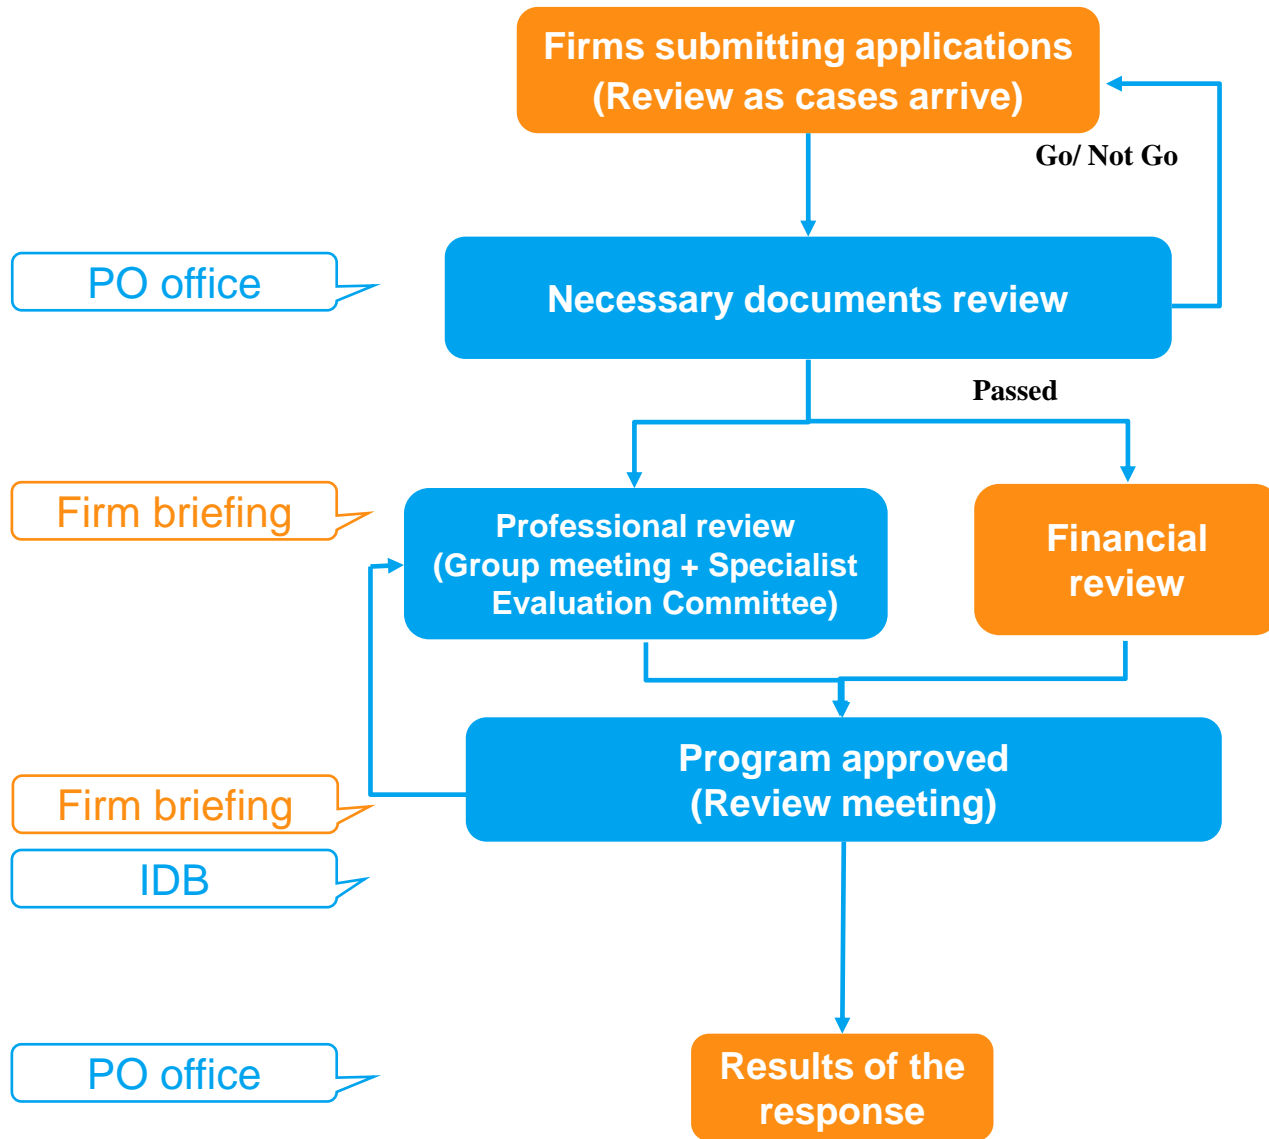 Firms submitting applications
(Review as cases arrive)
Go/ Not Go
PO office
Necessary documents review
Passed
Firm briefing
Professional review
(Group meeting + Specialist
Evaluation Committee)
Financial
review
Program approved
(Review meeting)
Firm briefing
IDB
PO office
Results of the
response